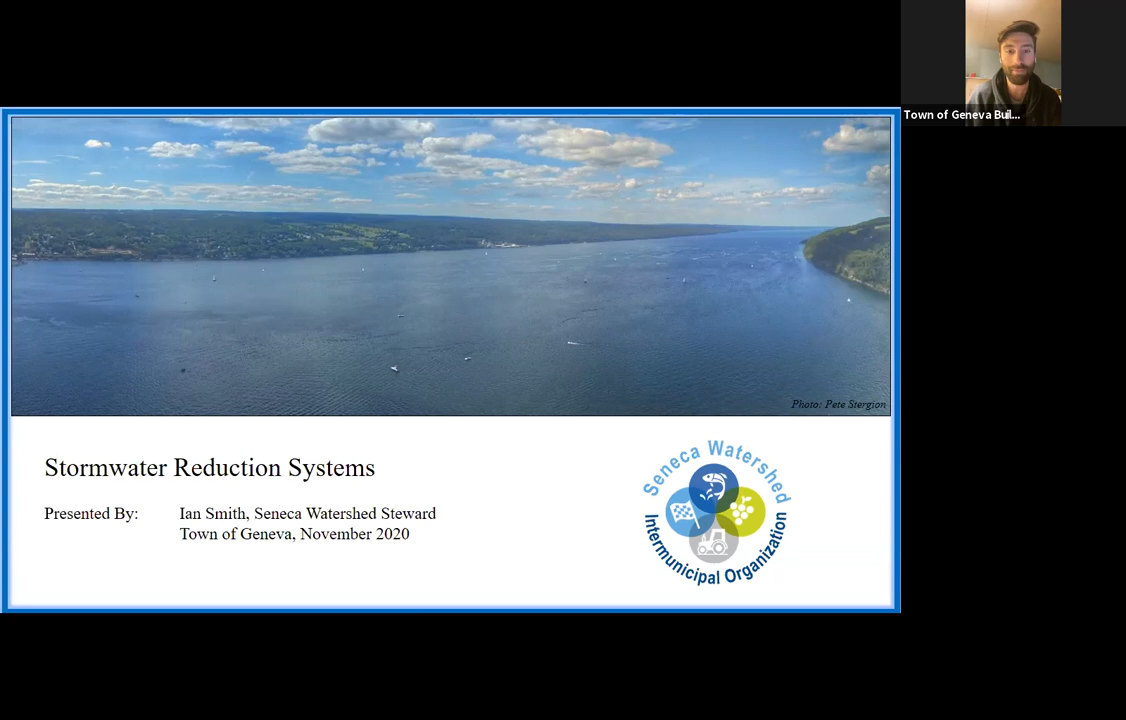 Town of Geneva Buil...
Photo: Pete Stergion
Stormwater Reduction Systems
Presented By: Ian Smith, Seneca Watershed Steward
Town of Geneva, November 2020
Seneca Watershed
Intermunicipal Organization